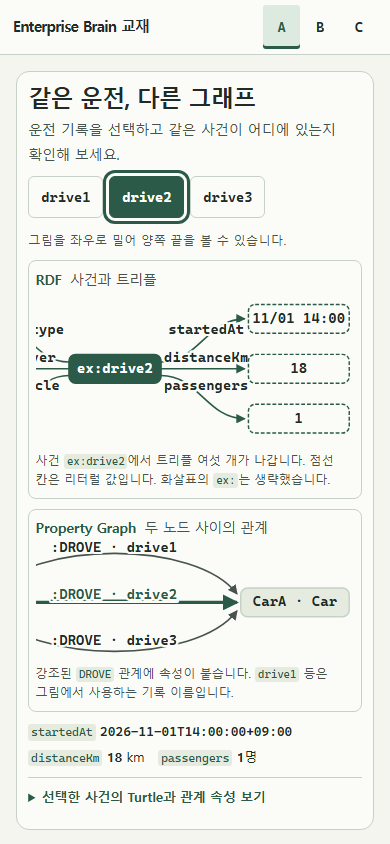 Enterprise Brain 교재
A B C
같은 운전, 다른 그래프
운전 기록을 선택하고 같은 사건이 어디에 있는지
확인해 보세요.
drive1 drive2 drive3
그림을 좌우로 밀어 양쪽 끝을 볼 수 있습니다.
RDF 사건과 트리플
type startedAt 11/01 14:00
ver ex:drive2 distanceKm 18
cle passengers
1
사건 ex:drive2에서 트리플 여섯 개가 나갑니다. 점선
칸은 리터럴 값입니다. 화살표의 ex:는 생략했습니다.
Property Graph 두 노드 사이의 관계
:DROVE · drive1
:DROVE · drive2 CarA · Car
:DROVE · drive3
강조된 DROVE 관계에 속성이 붙습니다. drive1 등은
그림에서 사용하는 기록 이름입니다.
startedAt 2026-11-01T14:00:00+09:00
distanceKm 18 km passengers 1명
▶ 선택한 사건의 Turtle과 관계 속성 보기